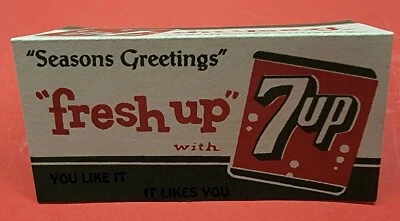 "Seasons Greetings"
"fresh up"
with
7up
YOU LIKE IT
IT LIKES YOU